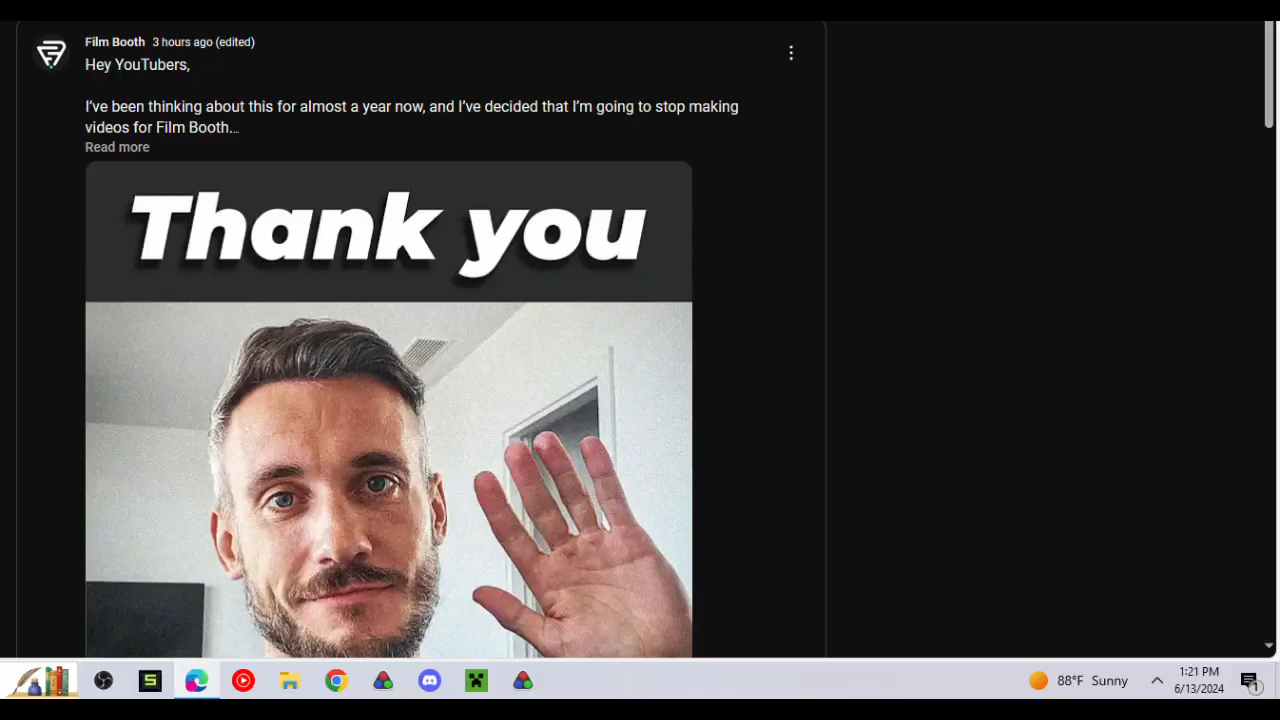 Film Booth 3 hours ago (edited)
Hey YouTubers,
I've been thinking about this for almost a year now, and I've decided that I'm going to stop making
videos for Film Booth...
Read more
Thank you
S
88°F Sunny
1:21 PM
6/13/2024
1